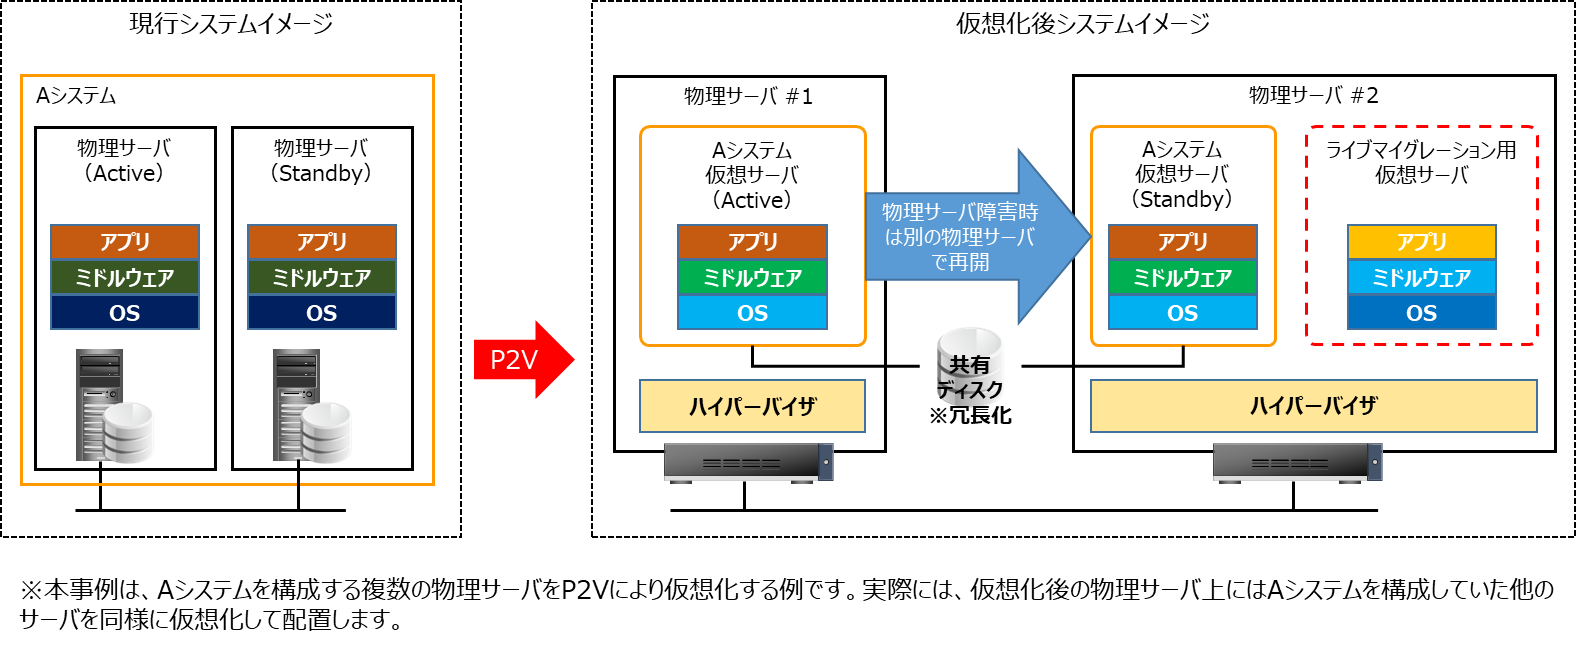 現行システムイメージ
Aシステム
物理サーバ
（Active）
アプリ
ミドルウェア
OS
物理サーバ
（Standby）
アプリ
ミドルウェア
OS
P2V
仮想化後システムイメージ
物理サーバ #1
Aシステム
仮想サーバ
（Active）
アプリ
ミドルウェア
OS
ハイパーバイザ
物理サーバ障害時
は別の物理サーバ
で再開
共有
ディスク
※冗長化
物理サーバ #2
Aシステム
仮想サーバ
（Standby）
アプリ
ミドルウェア
OS
ライブマイグレーション用
仮想サーバ
アプリ
ミドルウェア
OS
ハイパーバイザ
※本事例は、Aシステムを構成する複数の物理サーバをP2Vにより仮想化する例です。実際には、仮想化後の物理サーバ上にはAシステムを構成していた他の
サーバを同様に仮想化して配置します。